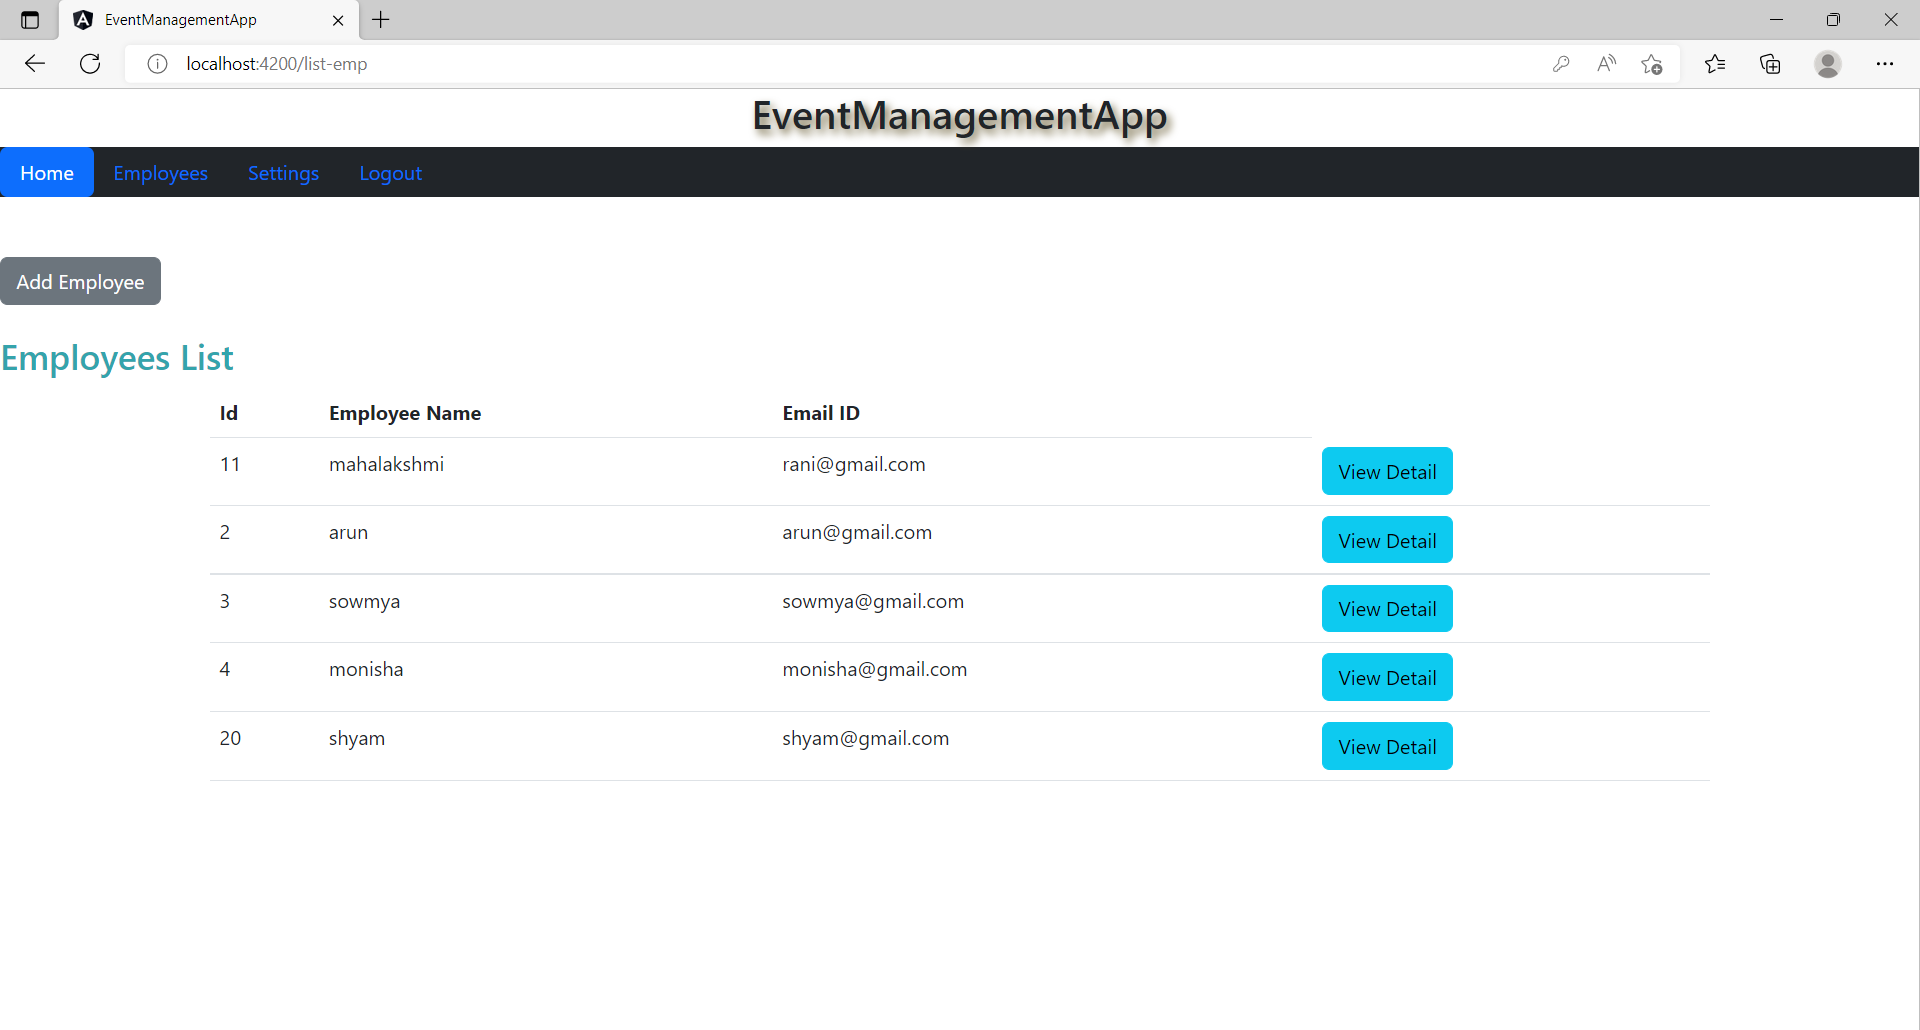 EventManagementApp
localhost:4200/list-emp
EventManagementApp
Home Employees Settings Logout
Add Employee
Employees List
Id Employee Name Email ID
11 mahalakshmi rani@gmail.com View Detail
2 arun arun@gmail.com View Detail
3 sowmya sowmya@gmail.com View Detail
4 monisha monisha@gmail.com View Detail
20 shyam shyam@gmail.com View Detail